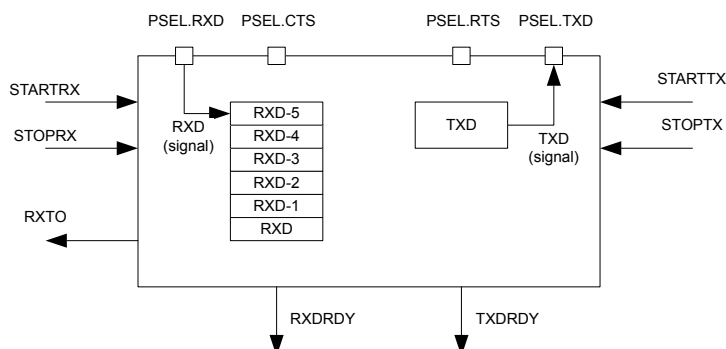 PSEL.RXD
PSEL.CTS
PSEL.RTS
PSEL.TXD
STARTRX
STOPRX
RXTO
RXD
(signal)
RXD-5
RXD-4
RXD-3
RXD-2
RXD-1
RXD
TXD
TXD
(signal)
STARTTX
STOPTX
RXDRDY
TXDRDY